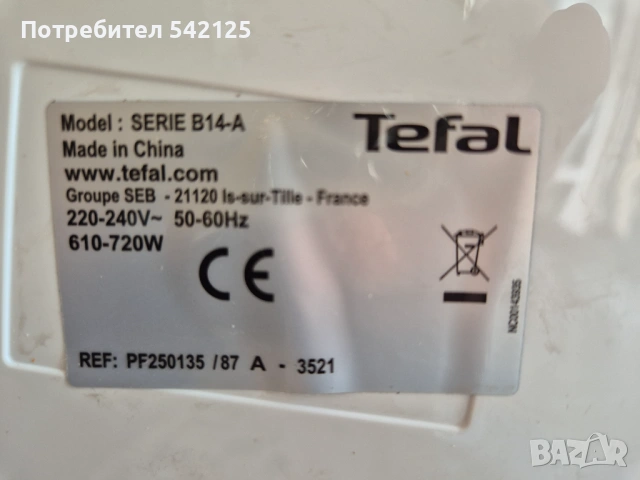 Потребител 542125
Model : SERIE B14-A
Tefal
Made in China
www.tefal.com
Groupe SEB - 21120 Is-sur-Tille - France
220-240V~ 50-60Hz
610-720W
CE
NC00143935
REF: PF250135 / 87 A - 3521
BAZAR